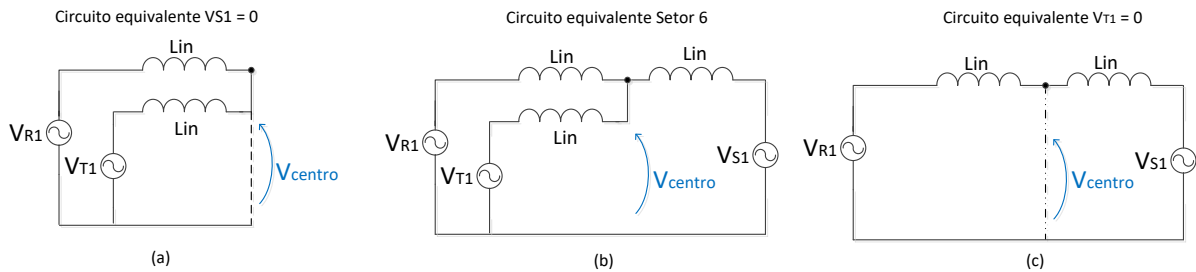 Circuito equivalente VS1 = 0
Lin
Lin
VR1
VT1
Vcentro
(a)
Circuito equivalente Setor 6
Lin
Lin
Lin
VR1
VT1
VS1
Vcentro
(b)
Circuito equivalente VT1 = 0
Lin
Lin
VR1
VS1
Vcentro
(c)